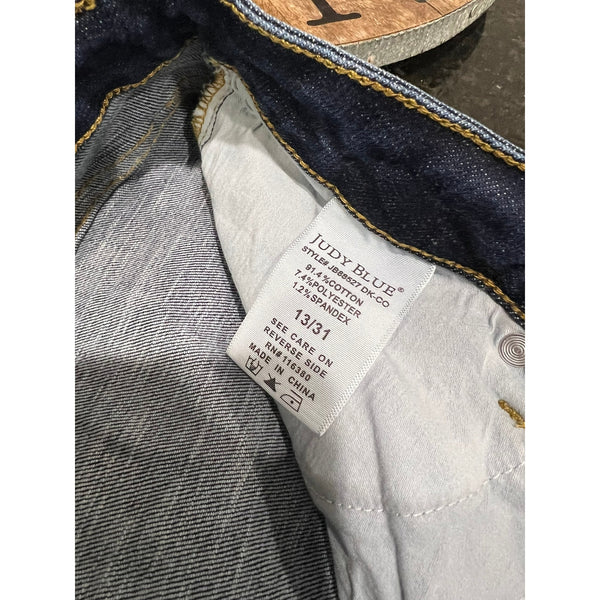 JUDY BLUE®
STYLE# JB88527 DK-CO
91.4%COTTON
7.4%POLYESTER
1.2%SPANDEX
13/31
SEE CARE ON
REVERSE SIDE
RN# 116380
MADE IN CHINA